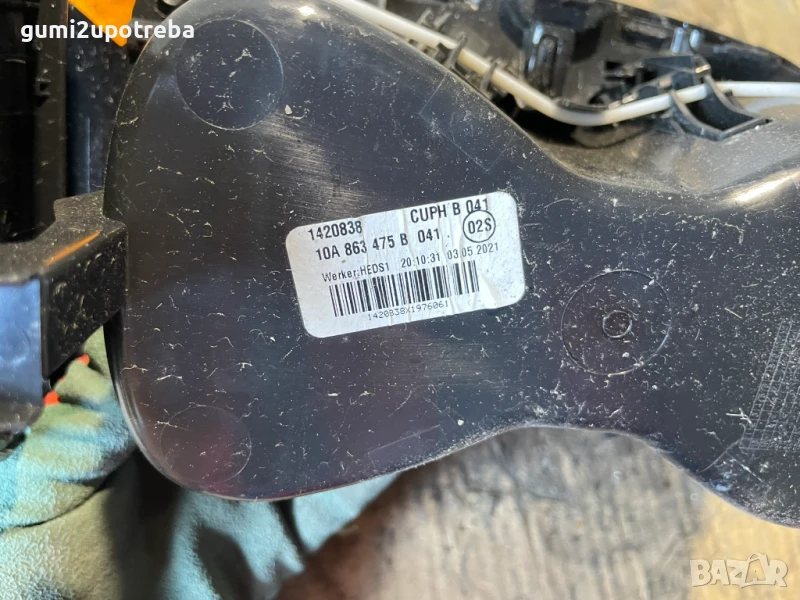 gumi2upotreba
1420838 CUPH B 041
10A 863 475 B 041 02S
Werker:HEDS1 20:10:31 03.05.2021
1420838X1976061
BAZAR